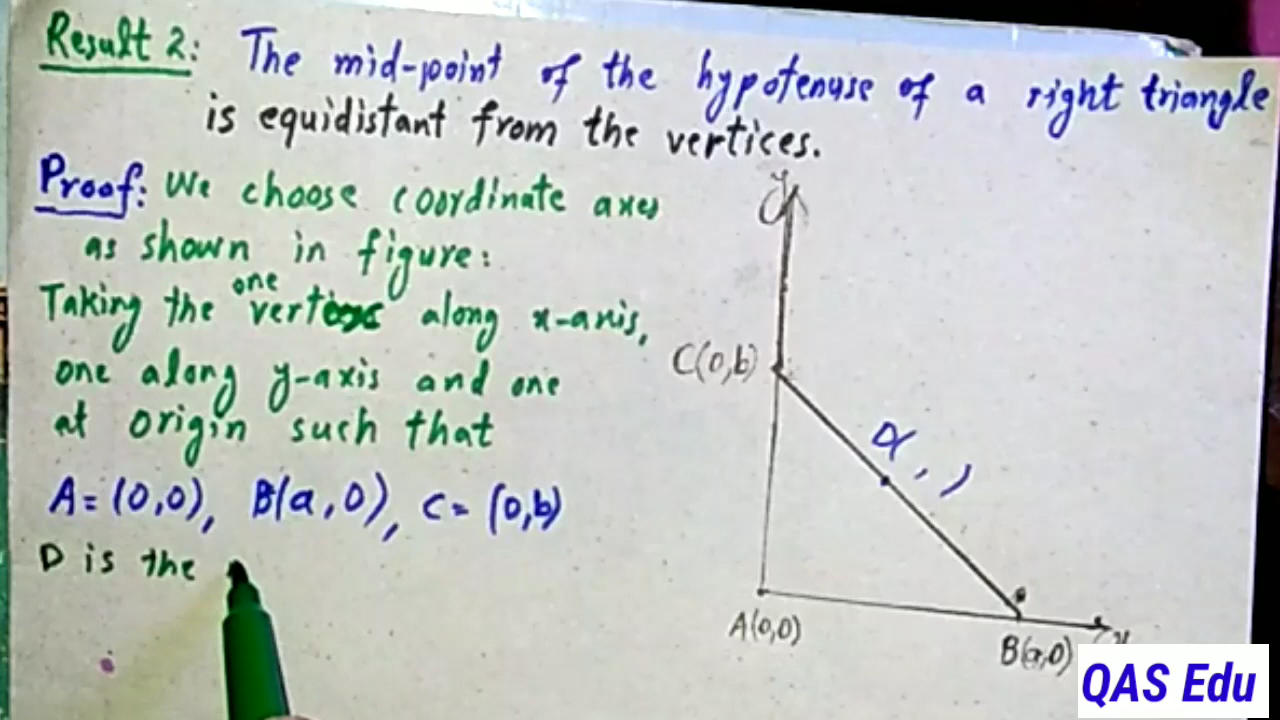 Result 2: The mid-point of the hypotenuse of a right triangle
is equidistant from the vertices.
Proof: We choose coordinate axes
as shown in figure:
one
Taking the vertex along x-axis,
one along y-axis and one
at origin such that
A = (0,0), B(a,0), C = (0,b)
D is the
y
C(0,b)
A(0,0)
B(a,0)
x
QAS Edu